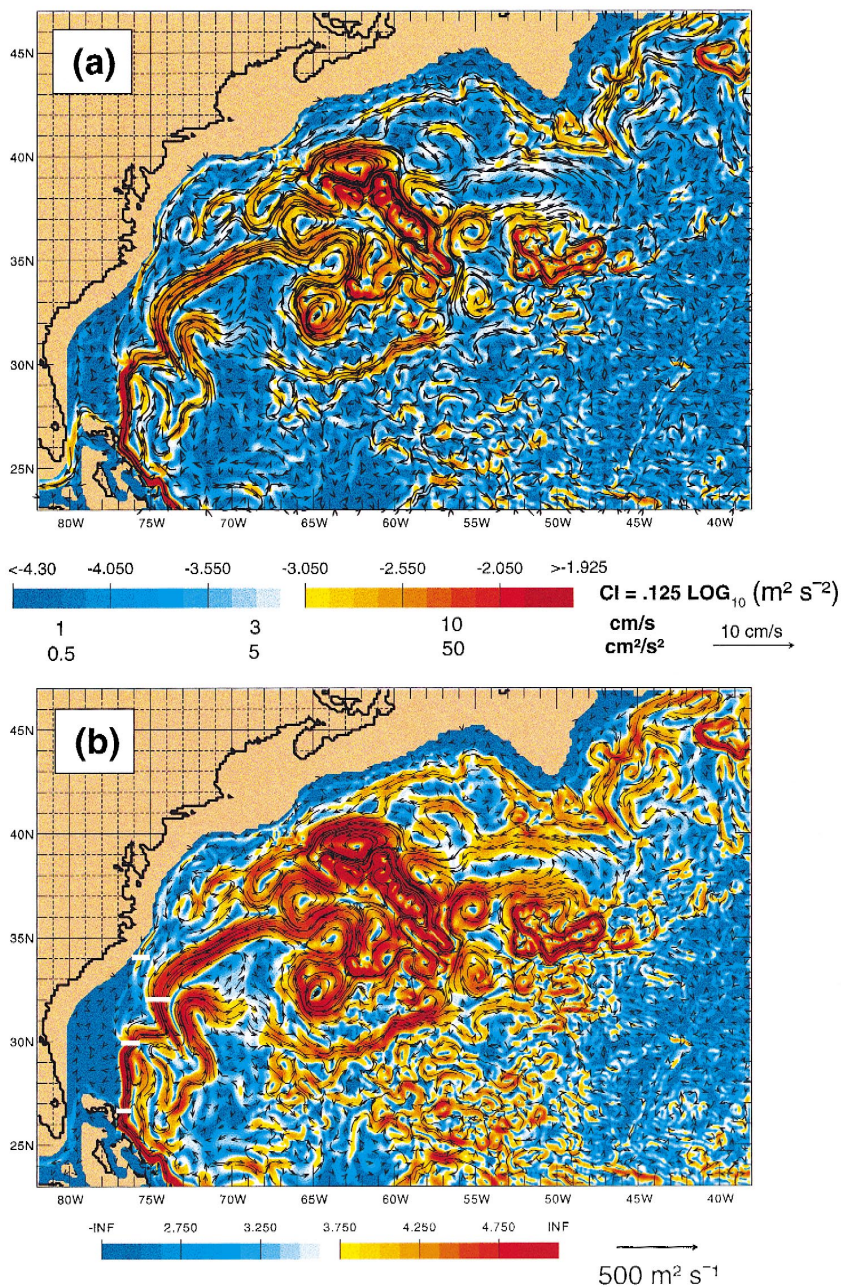 (a)
45N
40N
35N
30N
25N
80W 75W 70W 65W 60W 55W 50W 45W 40W
<-4.30 -4.050 -3.550 -3.050 -2.550 -2.050 >-1.925
CI = .125 LOG₁₀ (m² s⁻²)
1 3 10 cm/s
0.5 5 50 cm²/s²
10 cm/s
(b)
45N
40N
35N
30N
25N
80W 75W 70W 65W 60W 55W 50W 45W 40W
-INF 2.750 3.250 3.750 4.250 4.750 INF
500 m² s⁻¹